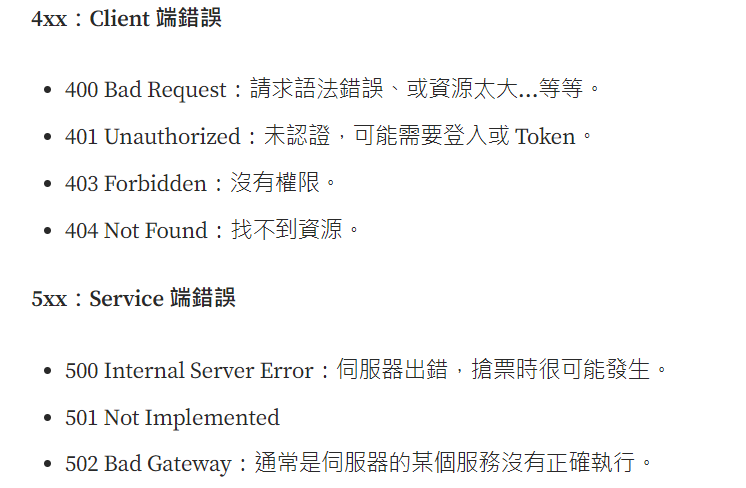 4xx：Client 端錯誤
400 Bad Request：請求語法錯誤、或資源太大...等等。
401 Unauthorized：未認證，可能需要登入或 Token。
403 Forbidden：沒有權限。
404 Not Found：找不到資源。
5xx：Service 端錯誤
500 Internal Server Error：伺服器出錯，搶票時很可能發生。
501 Not Implemented
502 Bad Gateway：通常是伺服器的某個服務沒有正確執行。